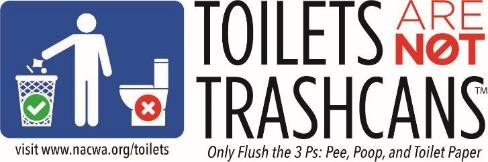 TOILETS ARE NOT
TRASHCANS™
visit www.nacwa.org/toilets
Only Flush the 3 Ps: Pee, Poop, and Toilet Paper